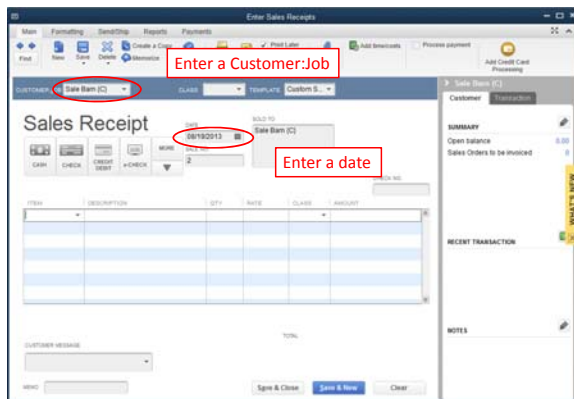 Enter Sales Receipts
Main Formatting Send/Ship Reports Payments
Find New Save Delete Create a Copy Memorize Print Later Add time/costs Process payment
Add Credit Card Processing
Enter a Customer:Job
CUSTOMER Sale Barn (C) CLASS TEMPLATE Custom S...
Sale Barn (C)
Customer Transaction
Sales Receipt
DATE
08/19/2013
SALE NO.
2
SOLD TO
Sale Barn (C)
CASH CHECK CREDIT DEBIT e-CHECK MORE
Enter a date
CHECK NO.
SUMMARY
Open balance 0.00
Sales Orders to be invoiced 0
WHAT'S NEW
ITEM DESCRIPTION QTY RATE CLASS AMOUNT
RECENT TRANSACTION
NOTES
TOTAL
CUSTOMER MESSAGE
MEMO
Save & Close Save & New Clear